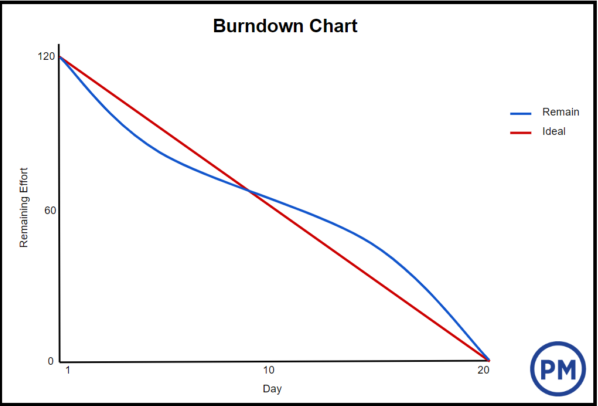 Burndown Chart
120
Remain
Ideal
Remaining Effort
60
0
1 10 20
Day
PM